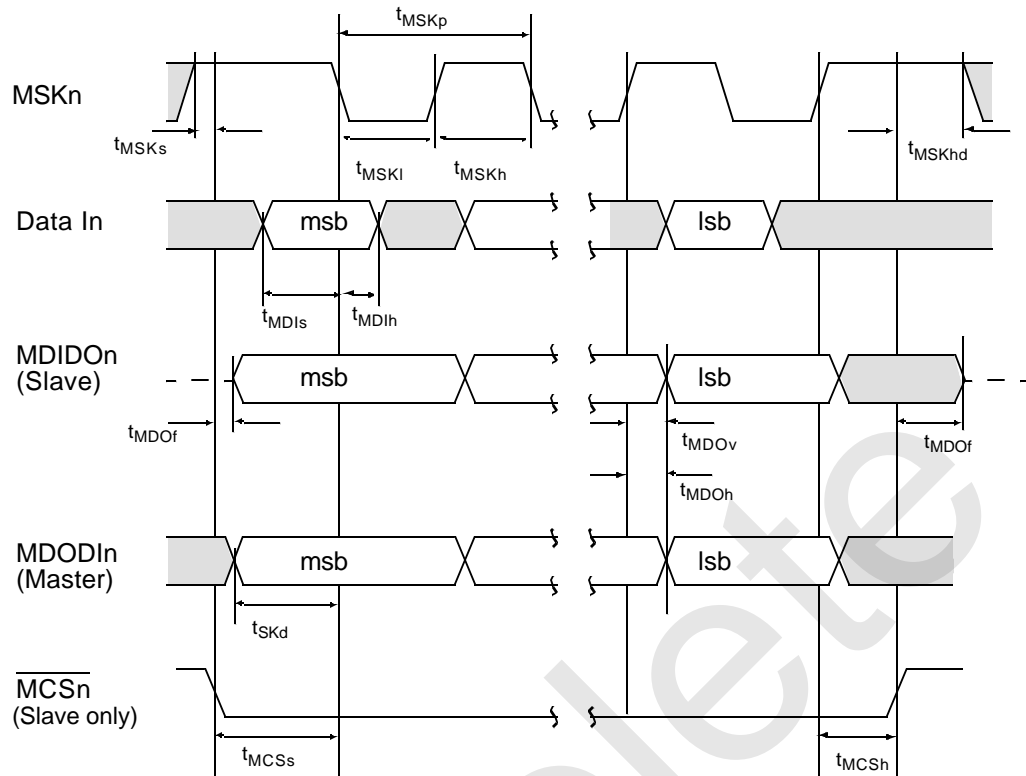 tMSKp
MSKn
tMSKs
tMSKl
tMSKh
tMSKhd
Data In
msb
lsb
tMDIs
tMDIh
MDIDOn
(Slave)
msb
lsb
tMDOf
tMDOv
tMDOf
tMDOh
MDODIn
(Master)
msb
lsb
tSKd
MCSn
(Slave only)
tMCSs
tMCSh